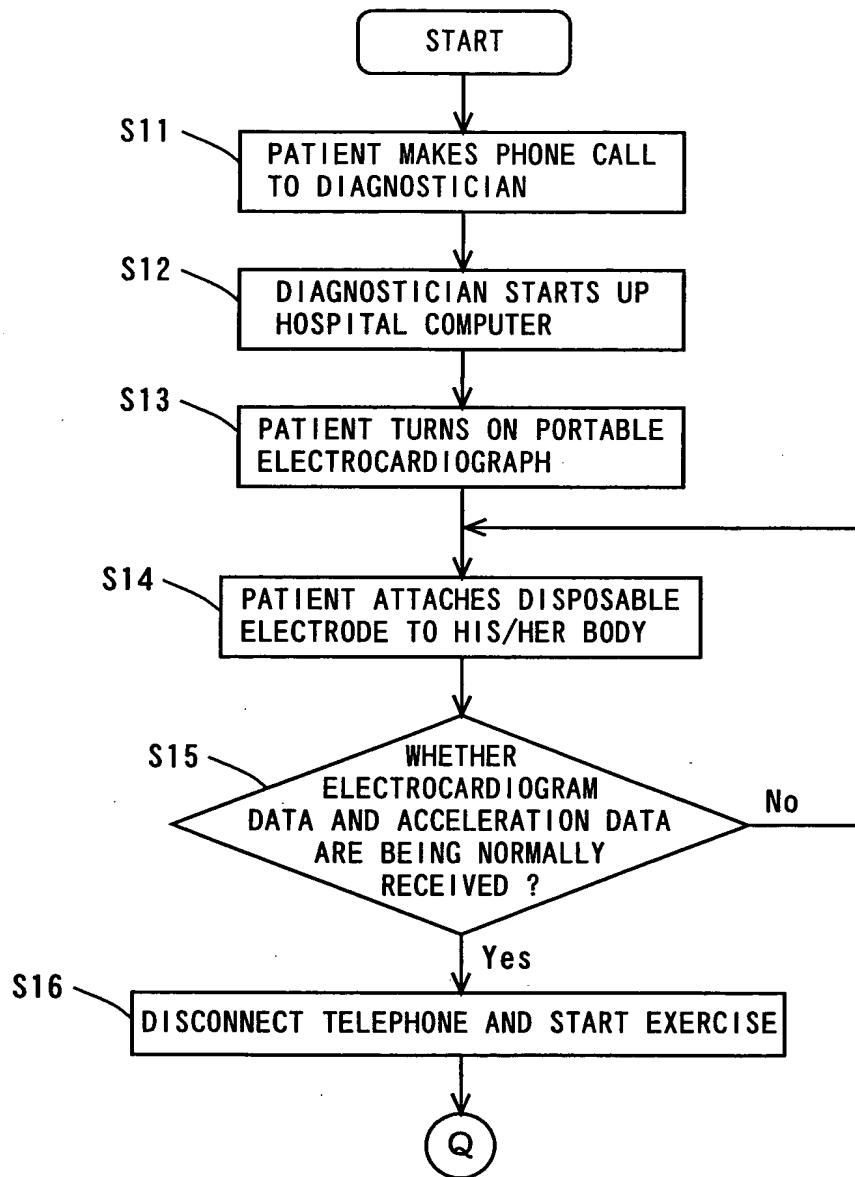 START
S11
PATIENT MAKES PHONE CALL
TO DIAGNOSTICIAN
S12
DIAGNOSTICIAN STARTS UP
HOSPITAL COMPUTER
S13
PATIENT TURNS ON PORTABLE
ELECTROCARDIOGRAPH
S14
PATIENT ATTACHES DISPOSABLE
ELECTRODE TO HIS/HER BODY
S15
WHETHER
ELECTROCARDIOGRAM
DATA AND ACCELERATION DATA
ARE BEING NORMALLY
RECEIVED ?
No
Yes
S16
DISCONNECT TELEPHONE AND START EXERCISE
Q